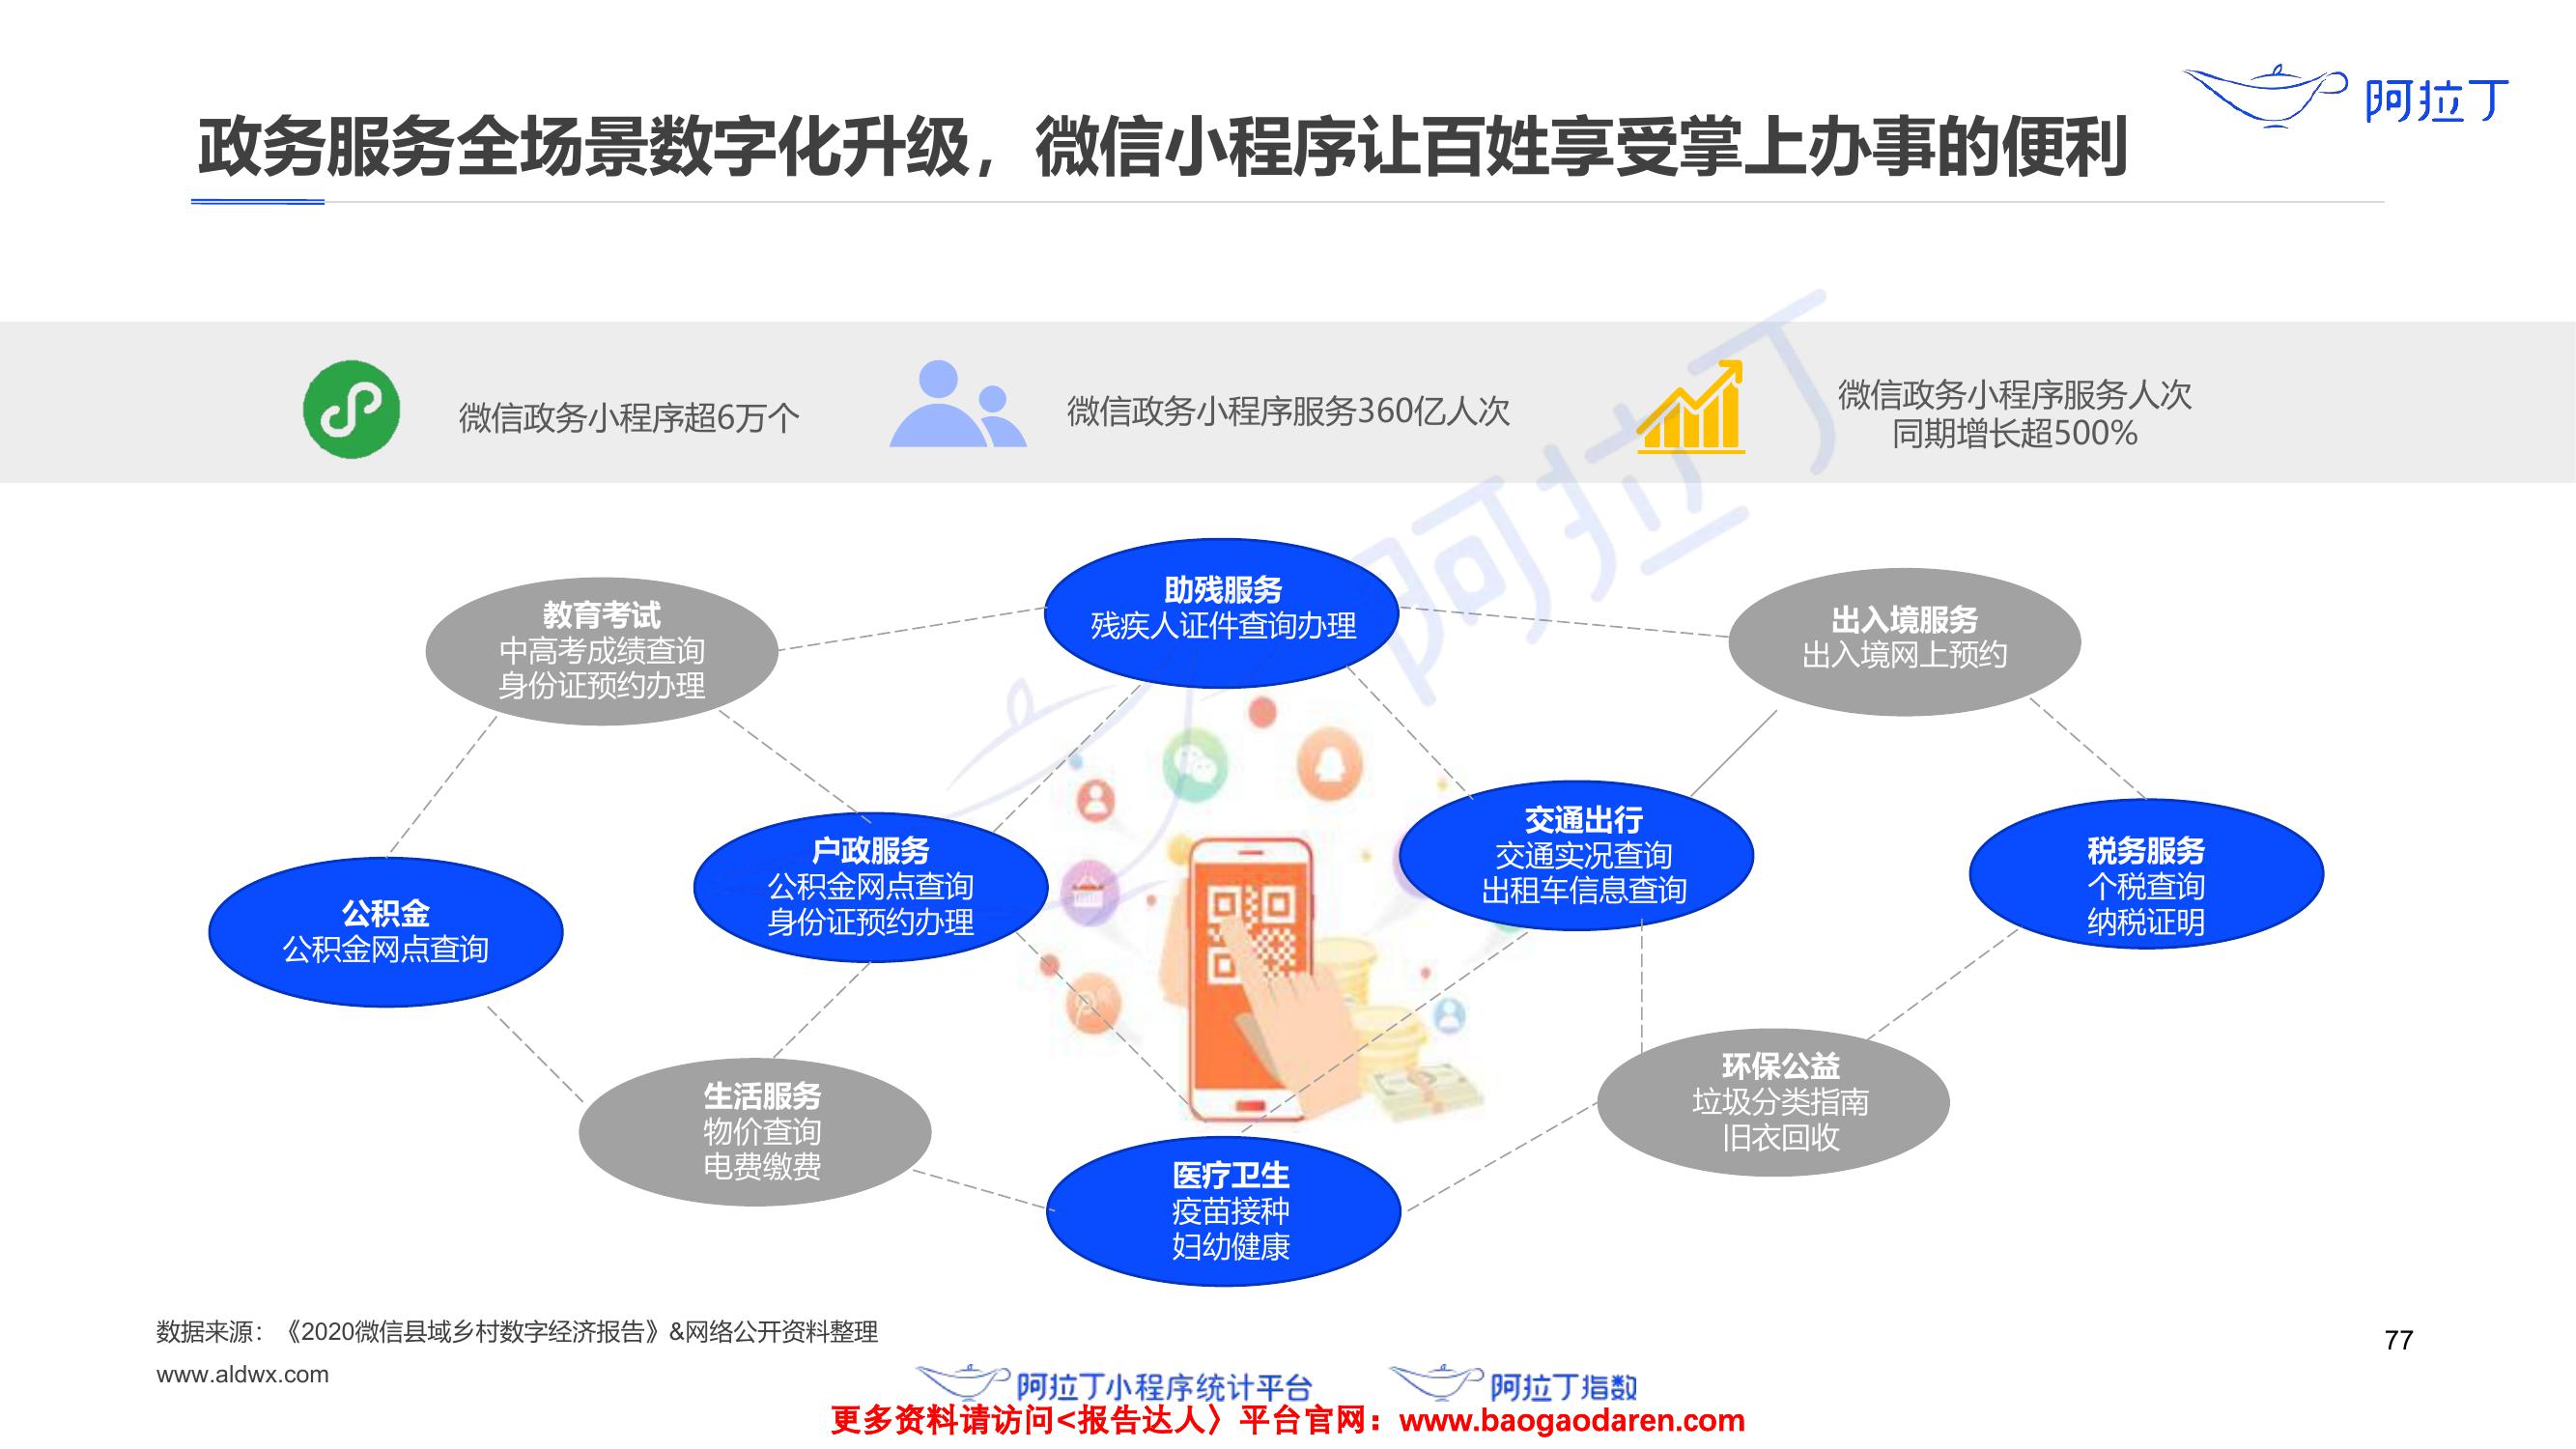 阿拉丁
政务服务全场景数字化升级，微信小程序让百姓享受掌上办事的便利
微信政务小程序超6万个
微信政务小程序服务360亿人次
微信政务小程序服务人次
同期增长超500%
阿拉丁
助残服务
残疾人证件查询办理
教育考试
中高考成绩查询
身份证预约办理
出入境服务
出入境网上预约
户政服务
公积金网点查询
身份证预约办理
交通出行
交通实况查询
出租车信息查询
税务服务
个税查询
纳税证明
公积金
公积金网点查询
生活服务
物价查询
电费缴费
环保公益
垃圾分类指南
旧衣回收
医疗卫生
疫苗接种
妇幼健康
数据来源：《2020微信县域乡村数字经济报告》&网络公开资料整理
77
www.aldwx.com
阿拉丁小程序统计平台
阿拉丁指数
更多资料请访问<报告达人〉平台官网：www.baogaodaren.com